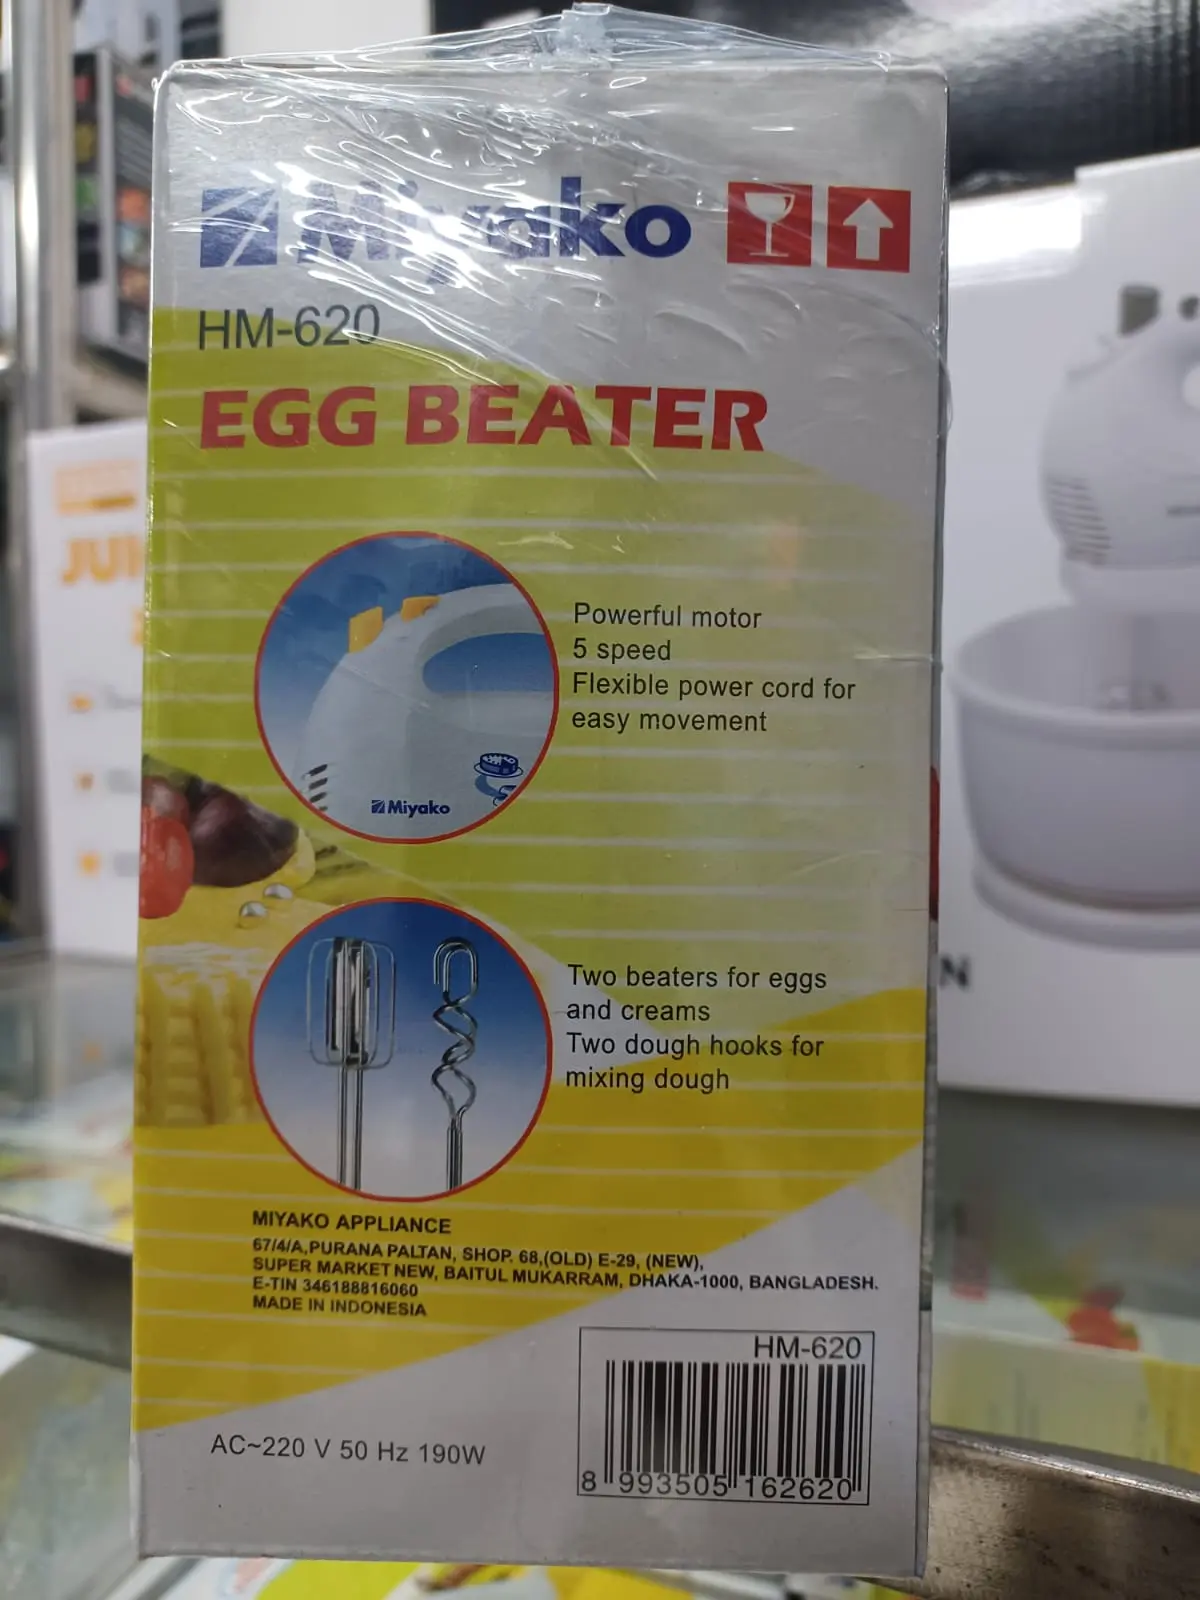 Miyako
HM-620
EGG BEATER
Powerful motor
5 speed
Flexible power cord for
easy movement
Miyako
Two beaters for eggs
and creams
Two dough hooks for
mixing dough
MIYAKO APPLIANCE
67/4/A,PURANA PALTAN, SHOP. 68,(OLD) E-29, (NEW),
SUPER MARKET NEW, BAITUL MUKARRAM, DHAKA-1000, BANGLADESH.
E-TIN 346188816060
MADE IN INDONESIA
HM-620
8 993505 162620
AC~220 V 50 Hz 190W
JUI
N